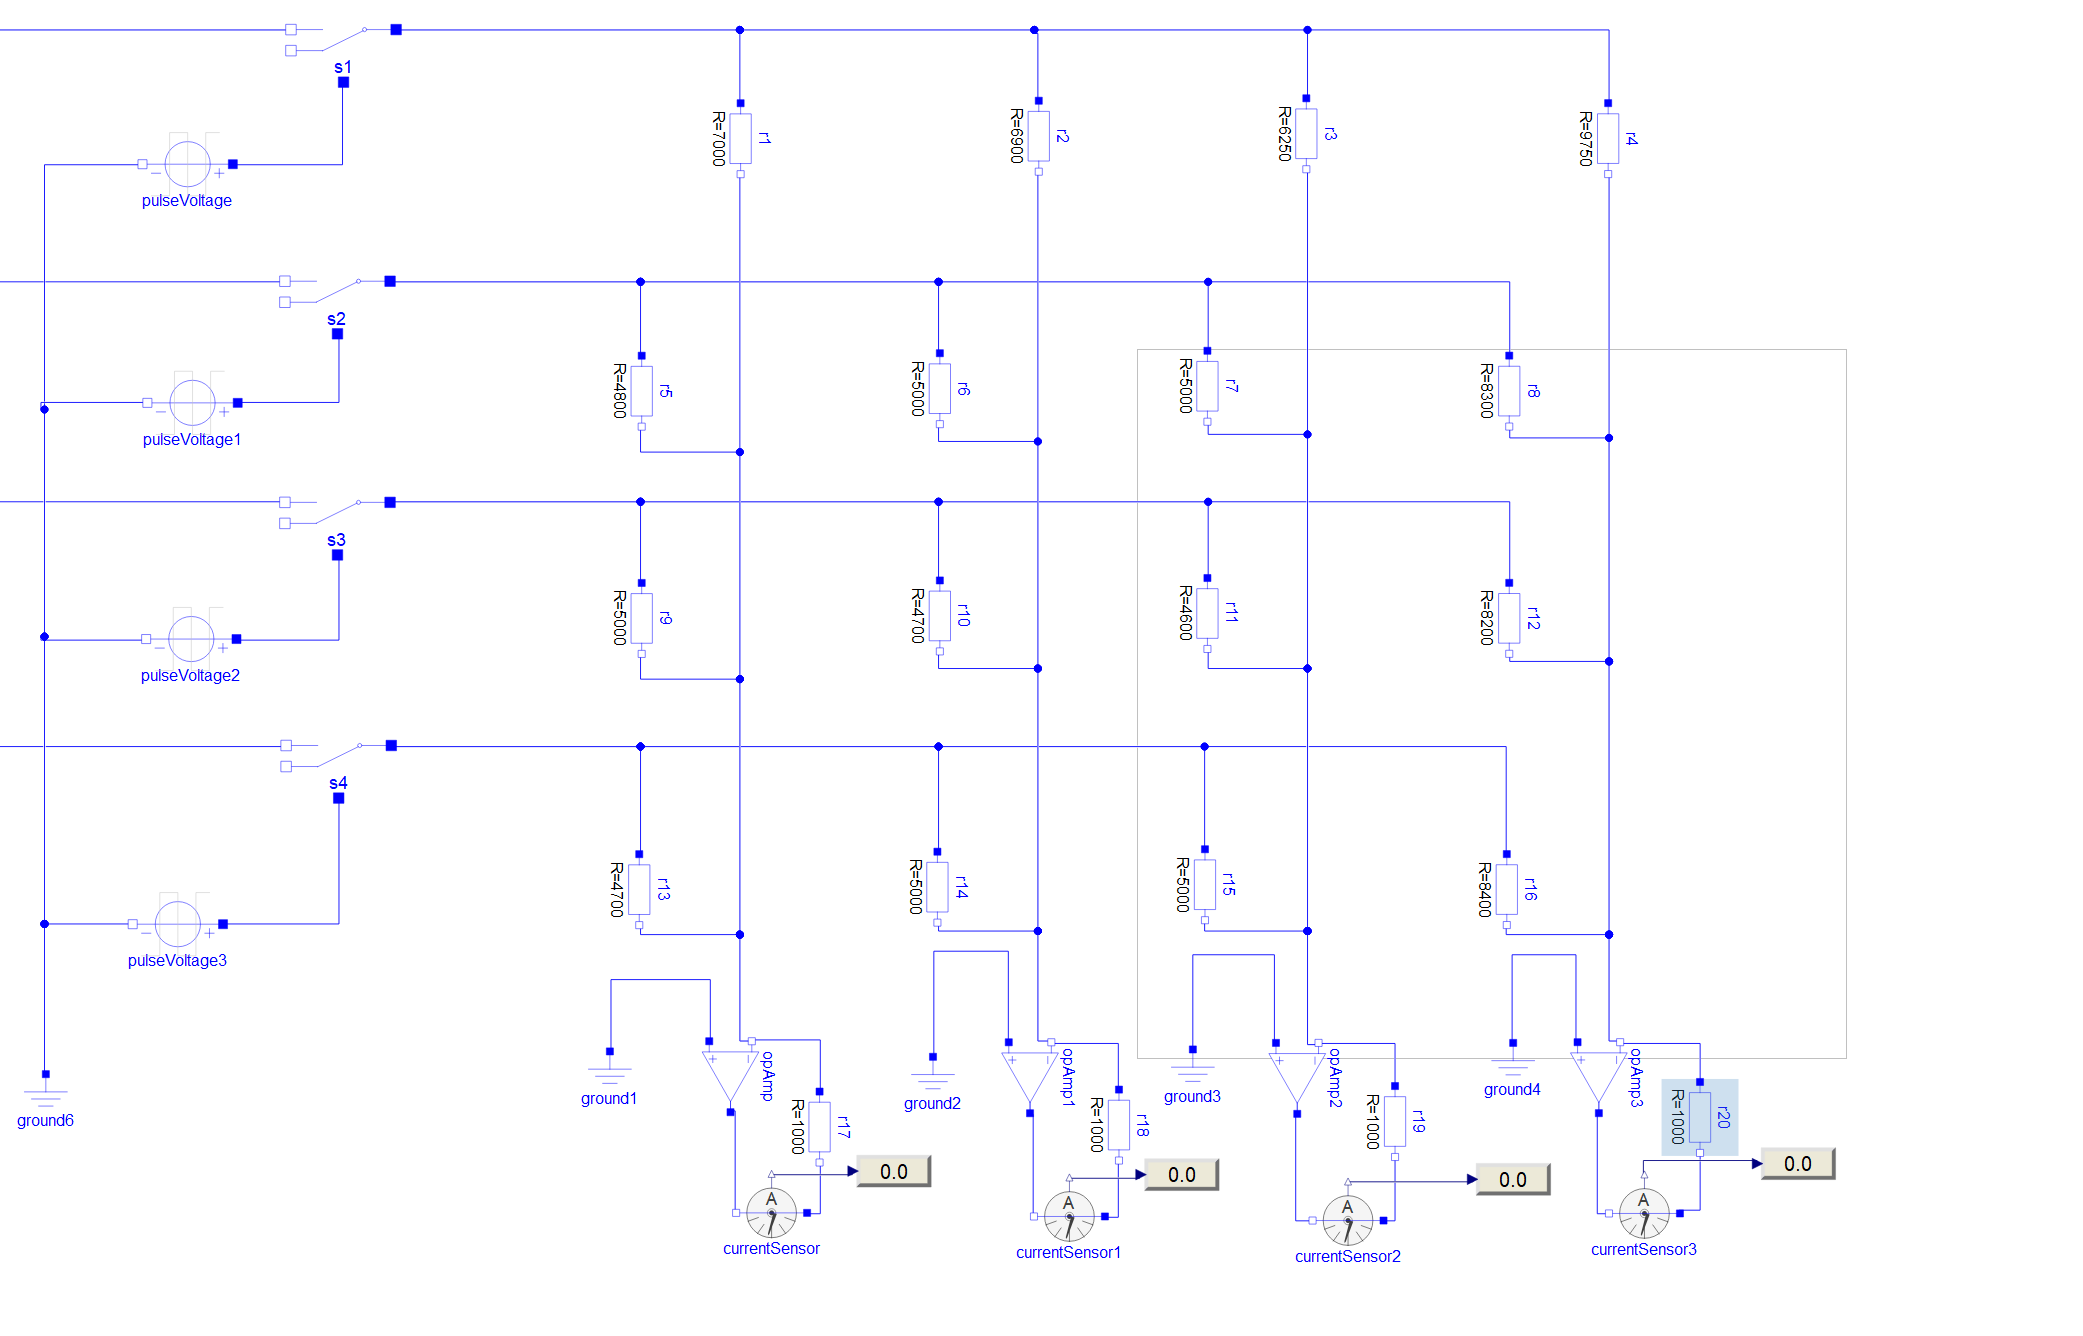 s1
pulseVoltage
r1
R=7000
r2
R=6900
r3
R=6250
r4
R=9750
s2
pulseVoltage1
r5
R=4800
r6
R=5000
r7
R=5000
r8
R=8300
s3
pulseVoltage2
r9
R=5000
r10
R=4700
r11
R=4600
r12
R=8200
s4
pulseVoltage3
r13
R=4700
r14
R=5000
r15
R=5000
r16
R=8400
ground6
ground1
opAmp
r17
R=1000
ground2
opAmp1
r18
R=1000
ground3
opAmp2
r19
R=1000
ground4
opAmp3
r20
R=1000
0.0
0.0
0.0
0.0
A
A
A
A
currentSensor
currentSensor1
currentSensor2
currentSensor3